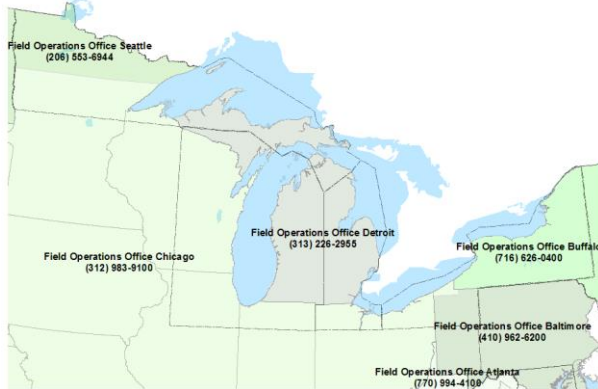 Field Operations Office Seattle
(206) 553-6944
Field Operations Office Detroit
(313) 226-2955
Field Operations Office Chicago
(312) 983-9100
Field Operations Office Buffalo
(716) 626-0400
Field Operations Office Baltimore
(410) 962-6200
Field Operations Office Atlanta
(770) 994-4100